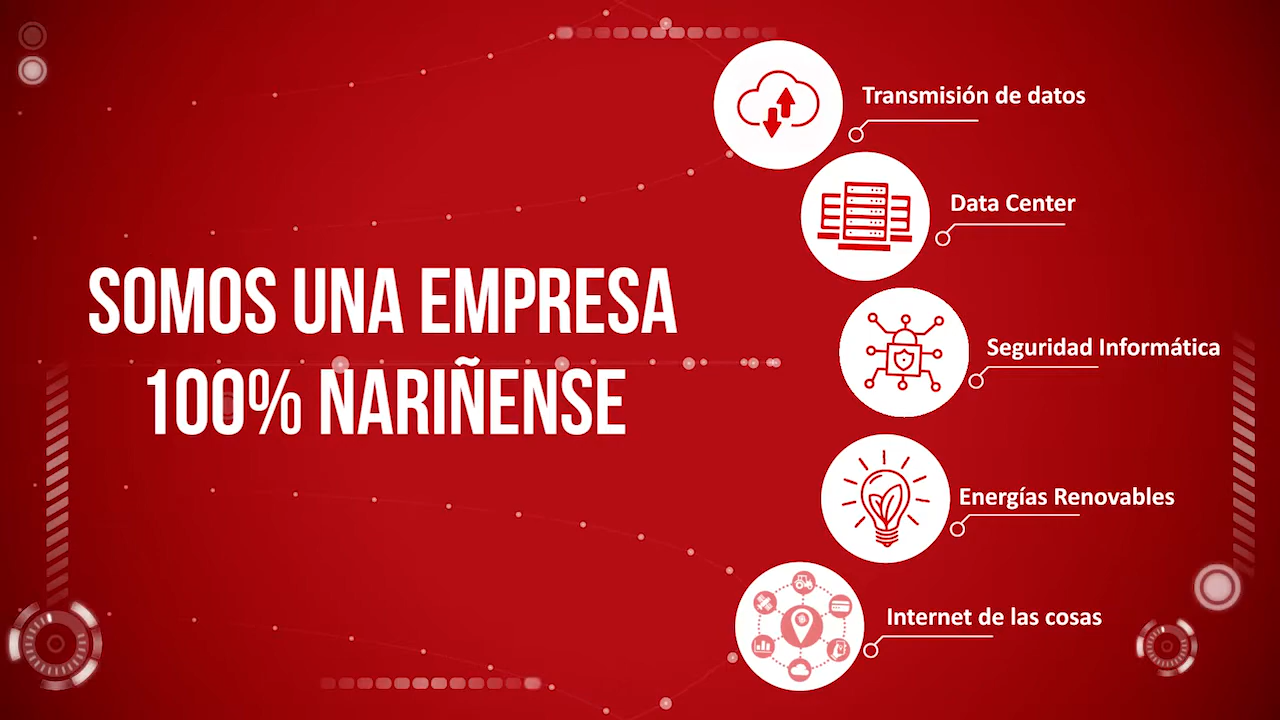 SOMOS UNA EMPRESA
100% NARIÑENSE
Transmisión de datos
Data Center
Seguridad Informática
Energías Renovables
Internet de las cosas